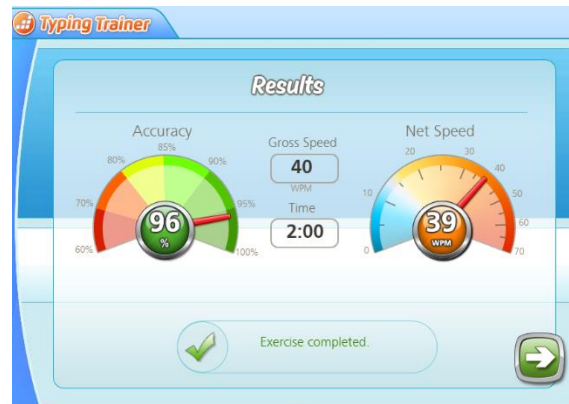 Typing Trainer
Results
Accuracy
60%
70%
80%
85%
90%
95%
100%
96
%
Gross Speed
40
WPM
Time
2:00
Net Speed
0
10
20
30
40
50
60
70
39
WPM
Exercise completed.